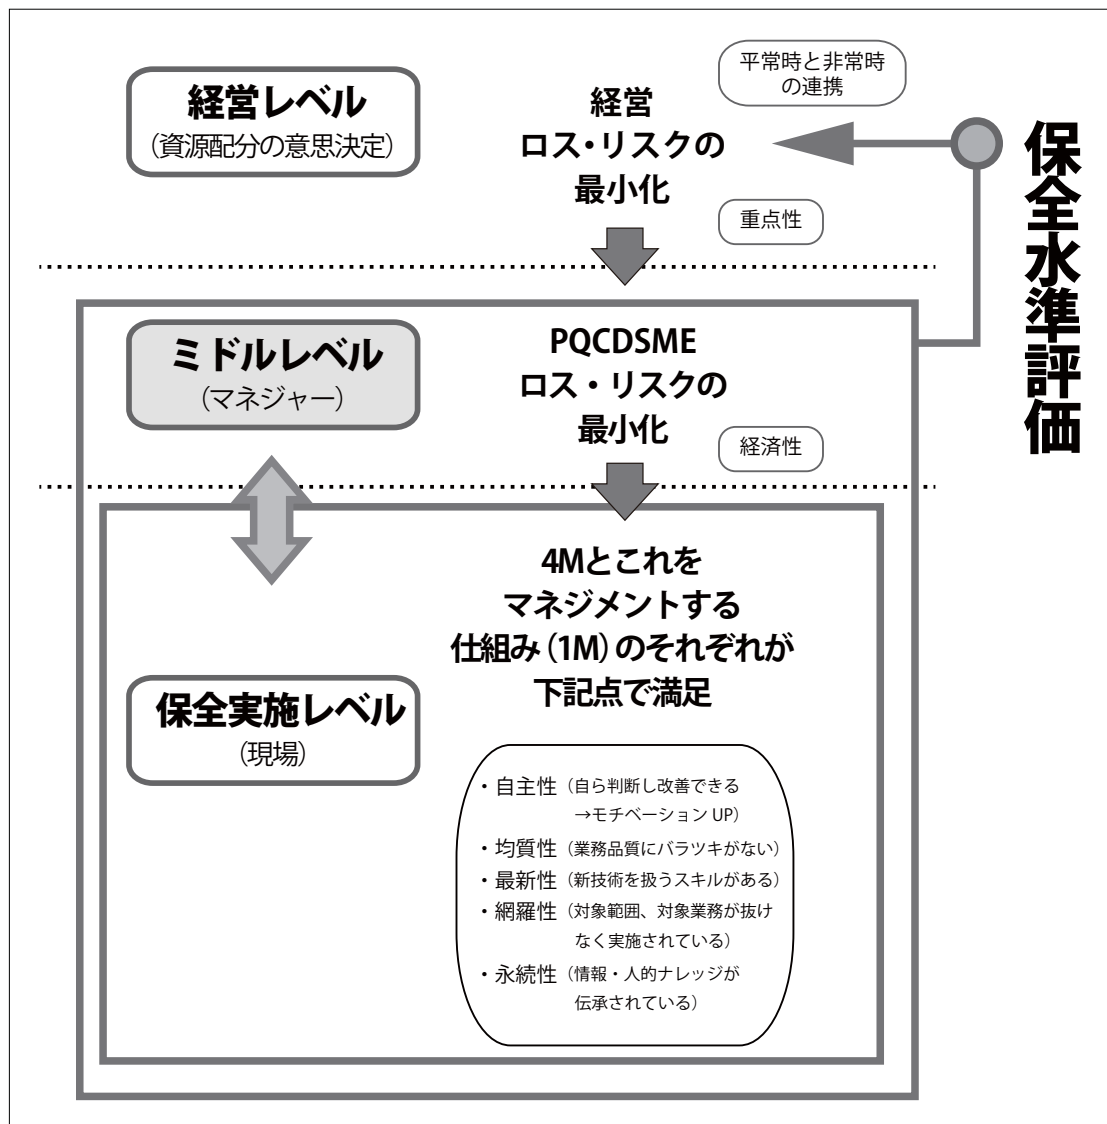 平常時と非常時
の連携
経営レベル
（資源配分の意思決定）
経営
ロス・リスクの
最小化
重点性
保全水準評価
ミドルレベル
（マネジャー）
PQCDSME
ロス・リスクの
最小化
経済性
4Mとこれを
マネジメントする
仕組み（1M）のそれぞれが
下記点で満足
保全実施レベル
（現場）
・自主性（自ら判断し改善できる
→モチベーション UP）
・均質性（業務品質にバラツキがない）
・最新性（新技術を扱うスキルがある）
・網羅性（対象範囲、対象業務が抜け
なく実施されている）
・永続性（情報・人的ナレッジが
伝承されている）